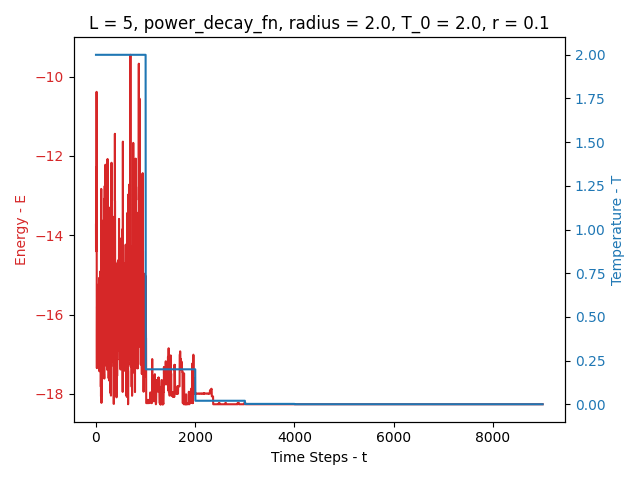 L = 5, power_decay_fn, radius = 2.0, T_0 = 2.0, r = 0.1
−10
−12
−14
−16
−18
Energy - E
2.00
1.75
1.50
1.25
1.00
0.75
0.50
0.25
0.00
Temperature - T
0 2000 4000 6000 8000
Time Steps - t